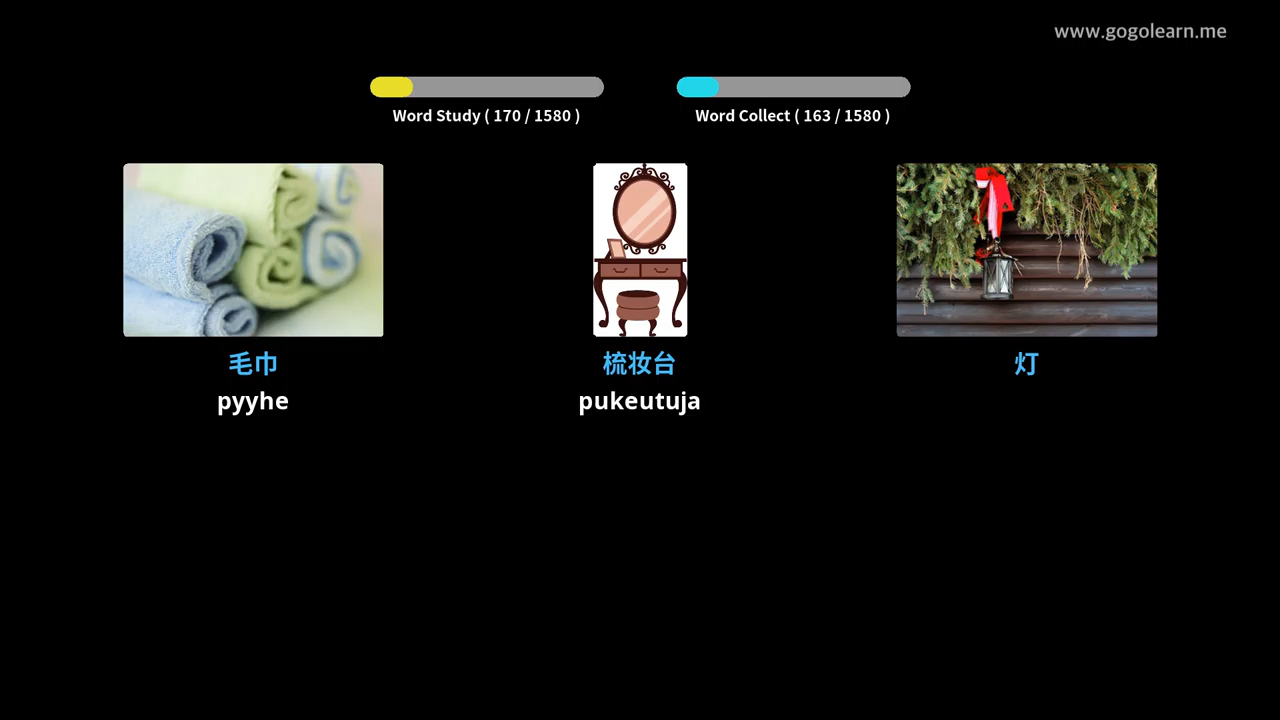 www.gogolearn.me
Word Study ( 170 / 1580 )
Word Collect ( 163 / 1580 )
毛巾
梳妆台
灯
pyyhe
pukeutuja